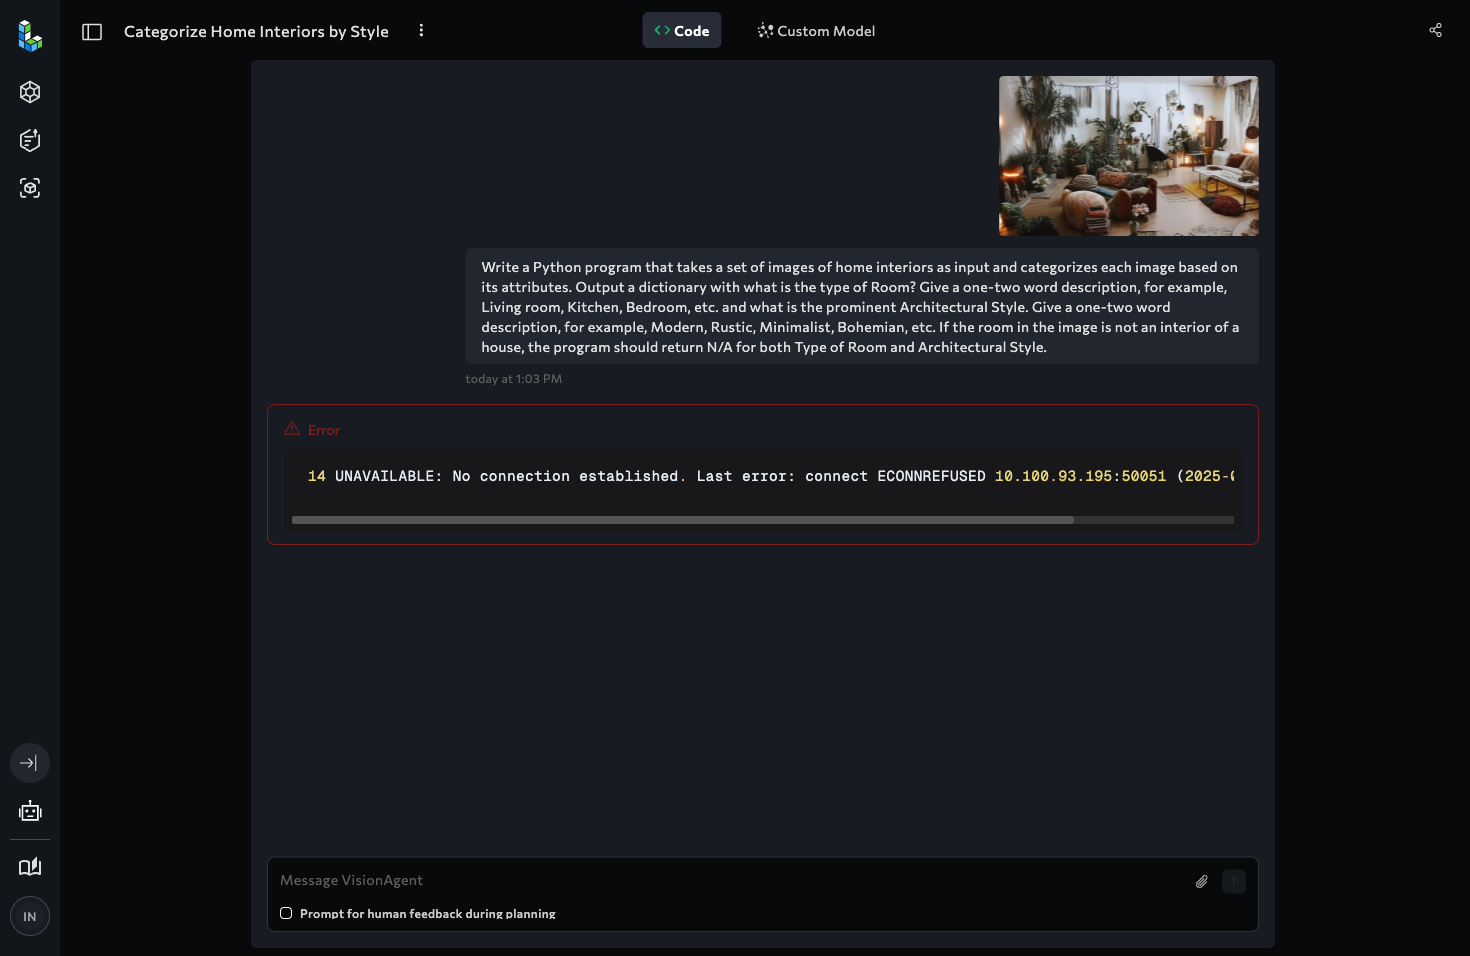 Categorize Home Interiors by Style
Code
Custom Model
Write a Python program that takes a set of images of home interiors as input and categorizes each image based on
its attributes. Output a dictionary with what is the type of Room? Give a one-two word description, for example,
Living room, Kitchen, Bedroom, etc. and what is the prominent Architectural Style. Give a one-two word
description, for example, Modern, Rustic, Minimalist, Bohemian, etc. If the room in the image is not an interior of a
house, the program should return N/A for both Type of Room and Architectural Style.
today at 1:03 PM
Error
14 UNAVAILABLE: No connection established. Last error: connect ECONNREFUSED 10.100.93.195:50051 (2025-
Message VisionAgent
Prompt for human feedback during planning
IN